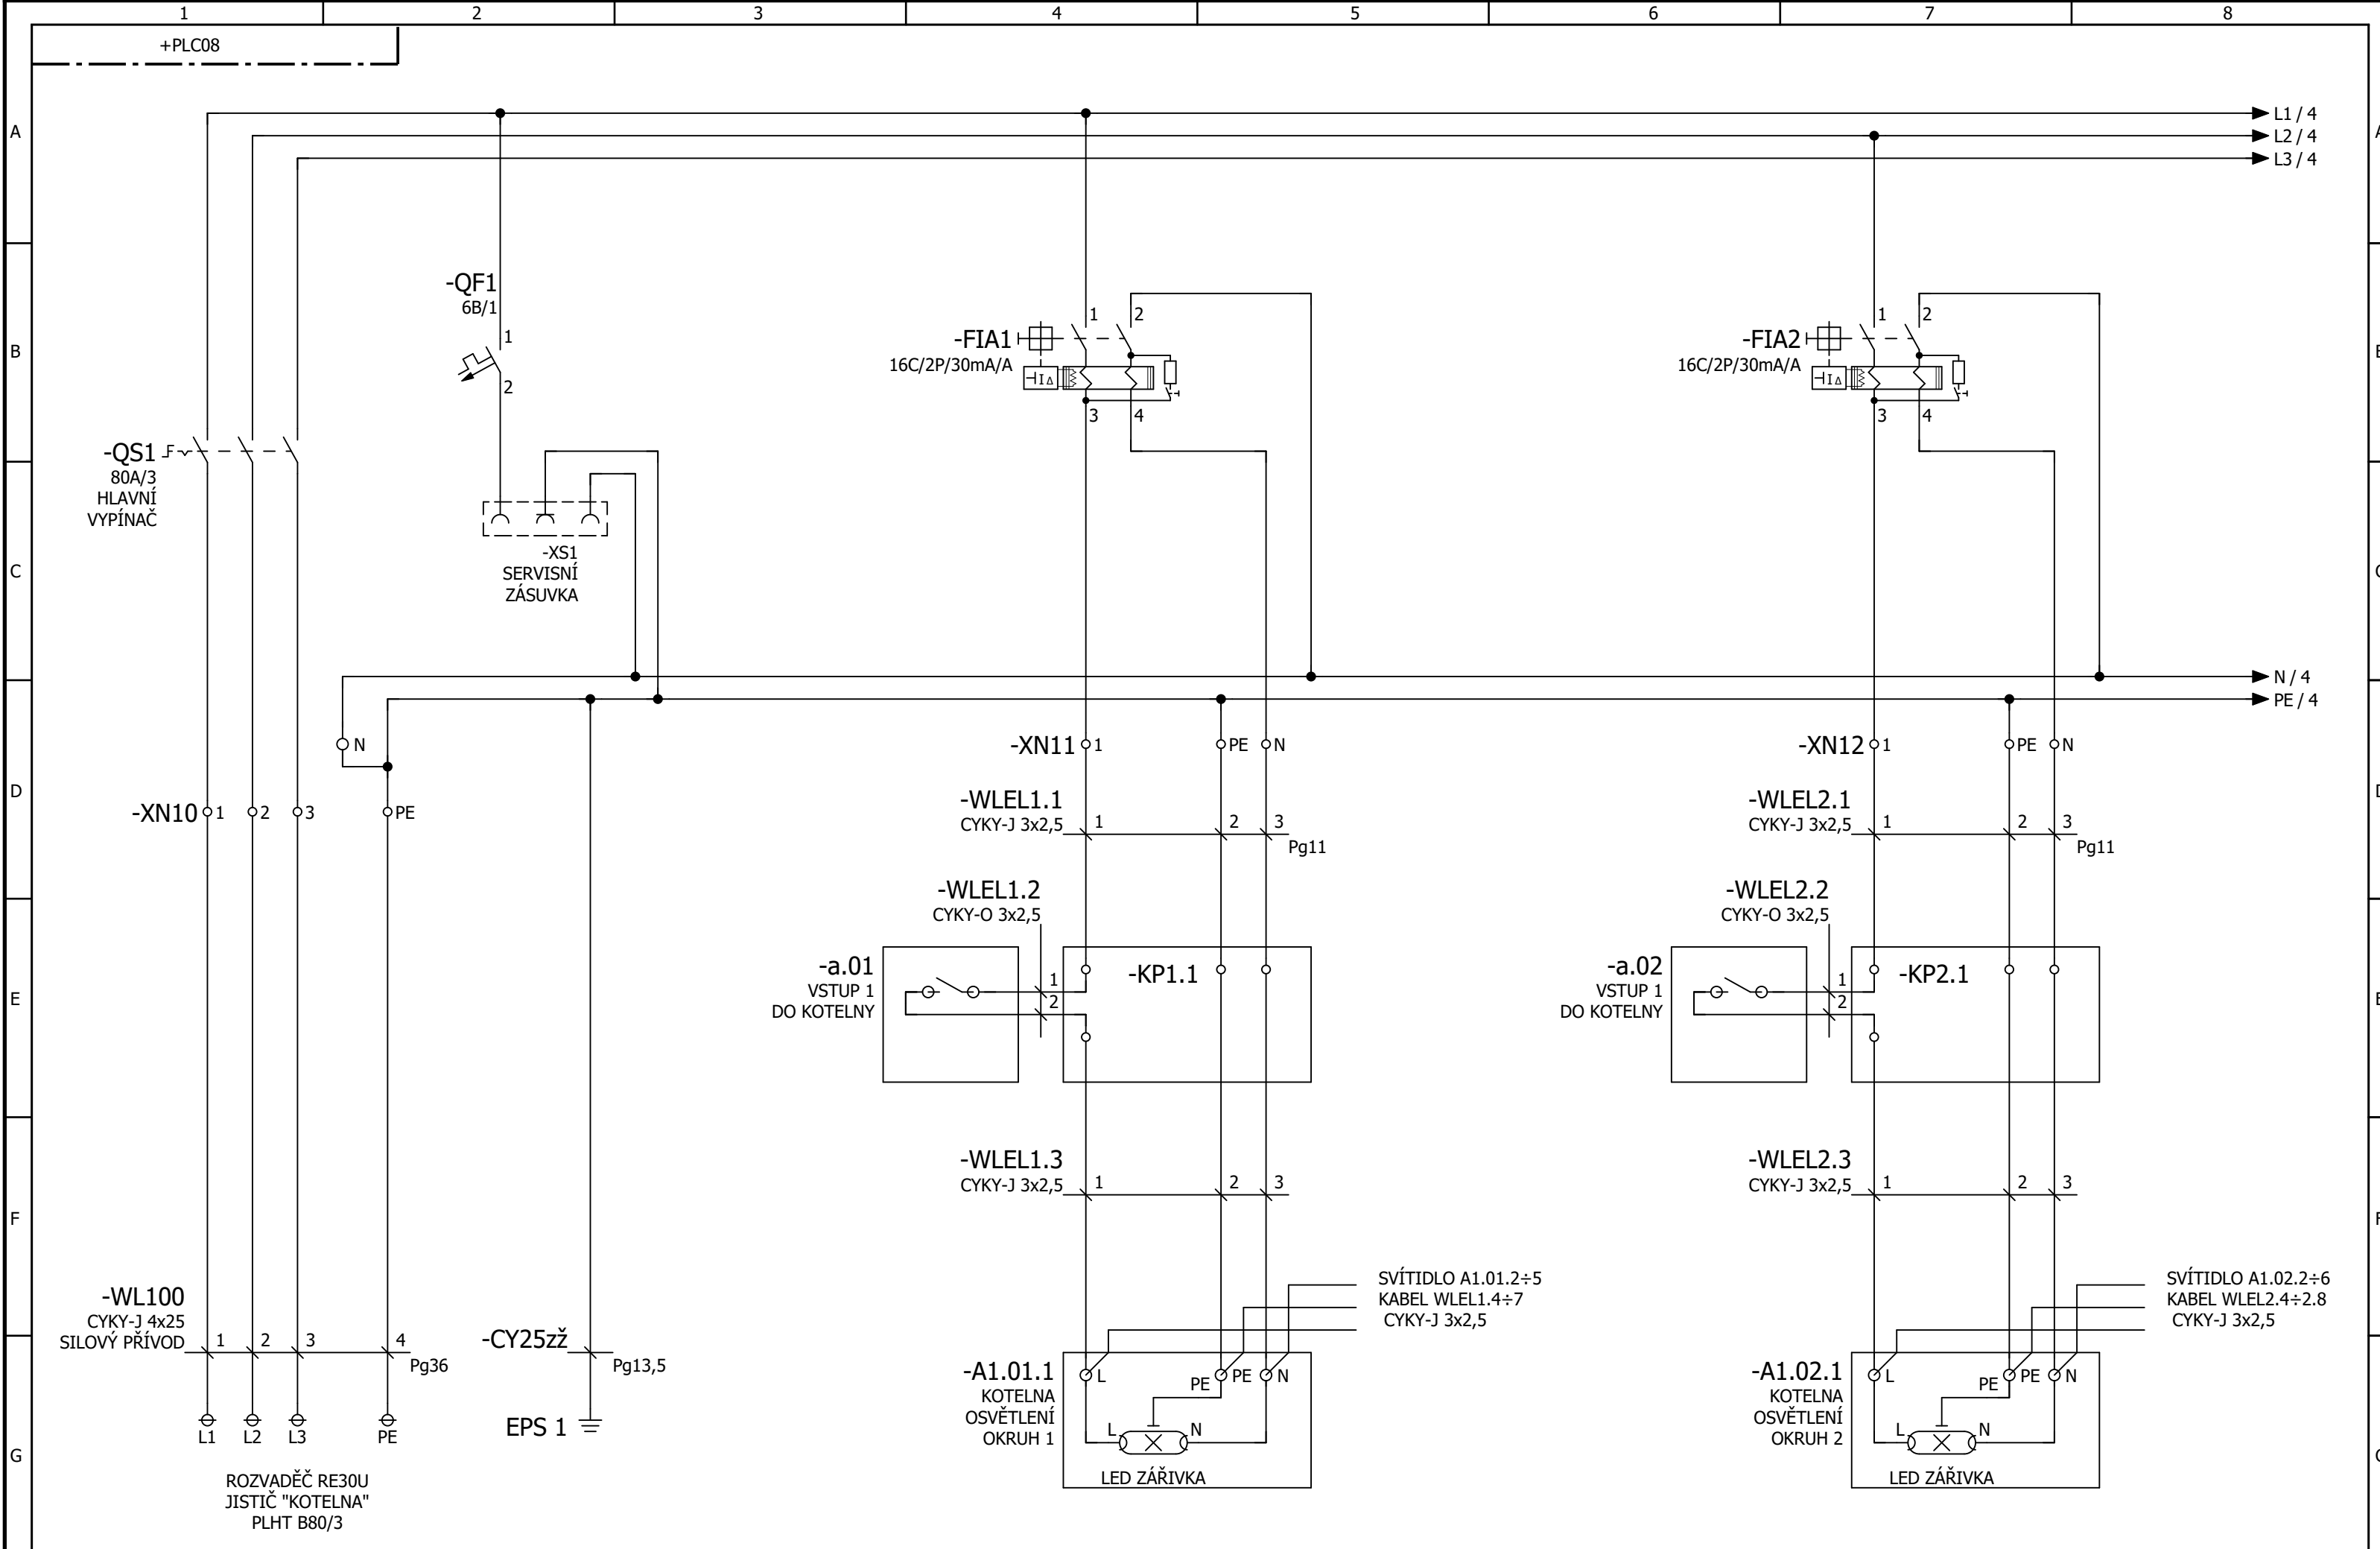 1 2 3 4 5 6 7 8
+PLC08
A
L1 / 4
L2 / 4
L3 / 4
B
-QF1
6B/1
1
2
-FIA1
16C/2P/30mA/A
1 2
I Δ
3 4
-FIA2
16C/2P/30mA/A
1 2
I Δ
3 4
-QS1
80A/3
HLAVNÍ
VYPÍNAČ
C
-XS1
SERVISNÍ
ZÁSUVKA
N / 4
PE / 4
D
N
-XN10 1 2 3 PE
-XN11 1 PE N
-WLEL1.1
CYKY-J 3x2,5
1 2 3
Pg11
-XN12 1 PE N
-WLEL2.1
CYKY-J 3x2,5
1 2 3
Pg11
E
-WLEL1.2
CYKY-O 3x2,5
-a.01
VSTUP 1
DO KOTELNY
1
2
-KP1.1
-WLEL2.2
CYKY-O 3x2,5
-a.02
VSTUP 1
DO KOTELNY
1
2
-KP2.1
F
-WLEL1.3
CYKY-J 3x2,5
1 2 3
-WLEL2.3
CYKY-J 3x2,5
1 2 3
SVÍTIDLO A1.01.2÷5
KABEL WLEL1.4÷7
CYKY-J 3x2,5
SVÍTIDLO A1.02.2÷6
KABEL WLEL2.4÷2.8
CYKY-J 3x2,5
-WL100
CYKY-J 4x25
SILOVÝ PŘÍVOD
1 2 3 4
Pg36
-CY25zž
Pg13,5
G
L1 L2 L3 PE
EPS 1
ROZVADĚČ RE30U
JISTIČ "KOTELNA"
PLHT B80/3
-A1.01.1
KOTELNA
OSVĚTLENÍ
OKRUH 1
L PE PE N
L N
LED ZÁŘIVKA
-A1.02.1
KOTELNA
OSVĚTLENÍ
OKRUH 2
L PE PE N
L N
LED ZÁŘIVKA